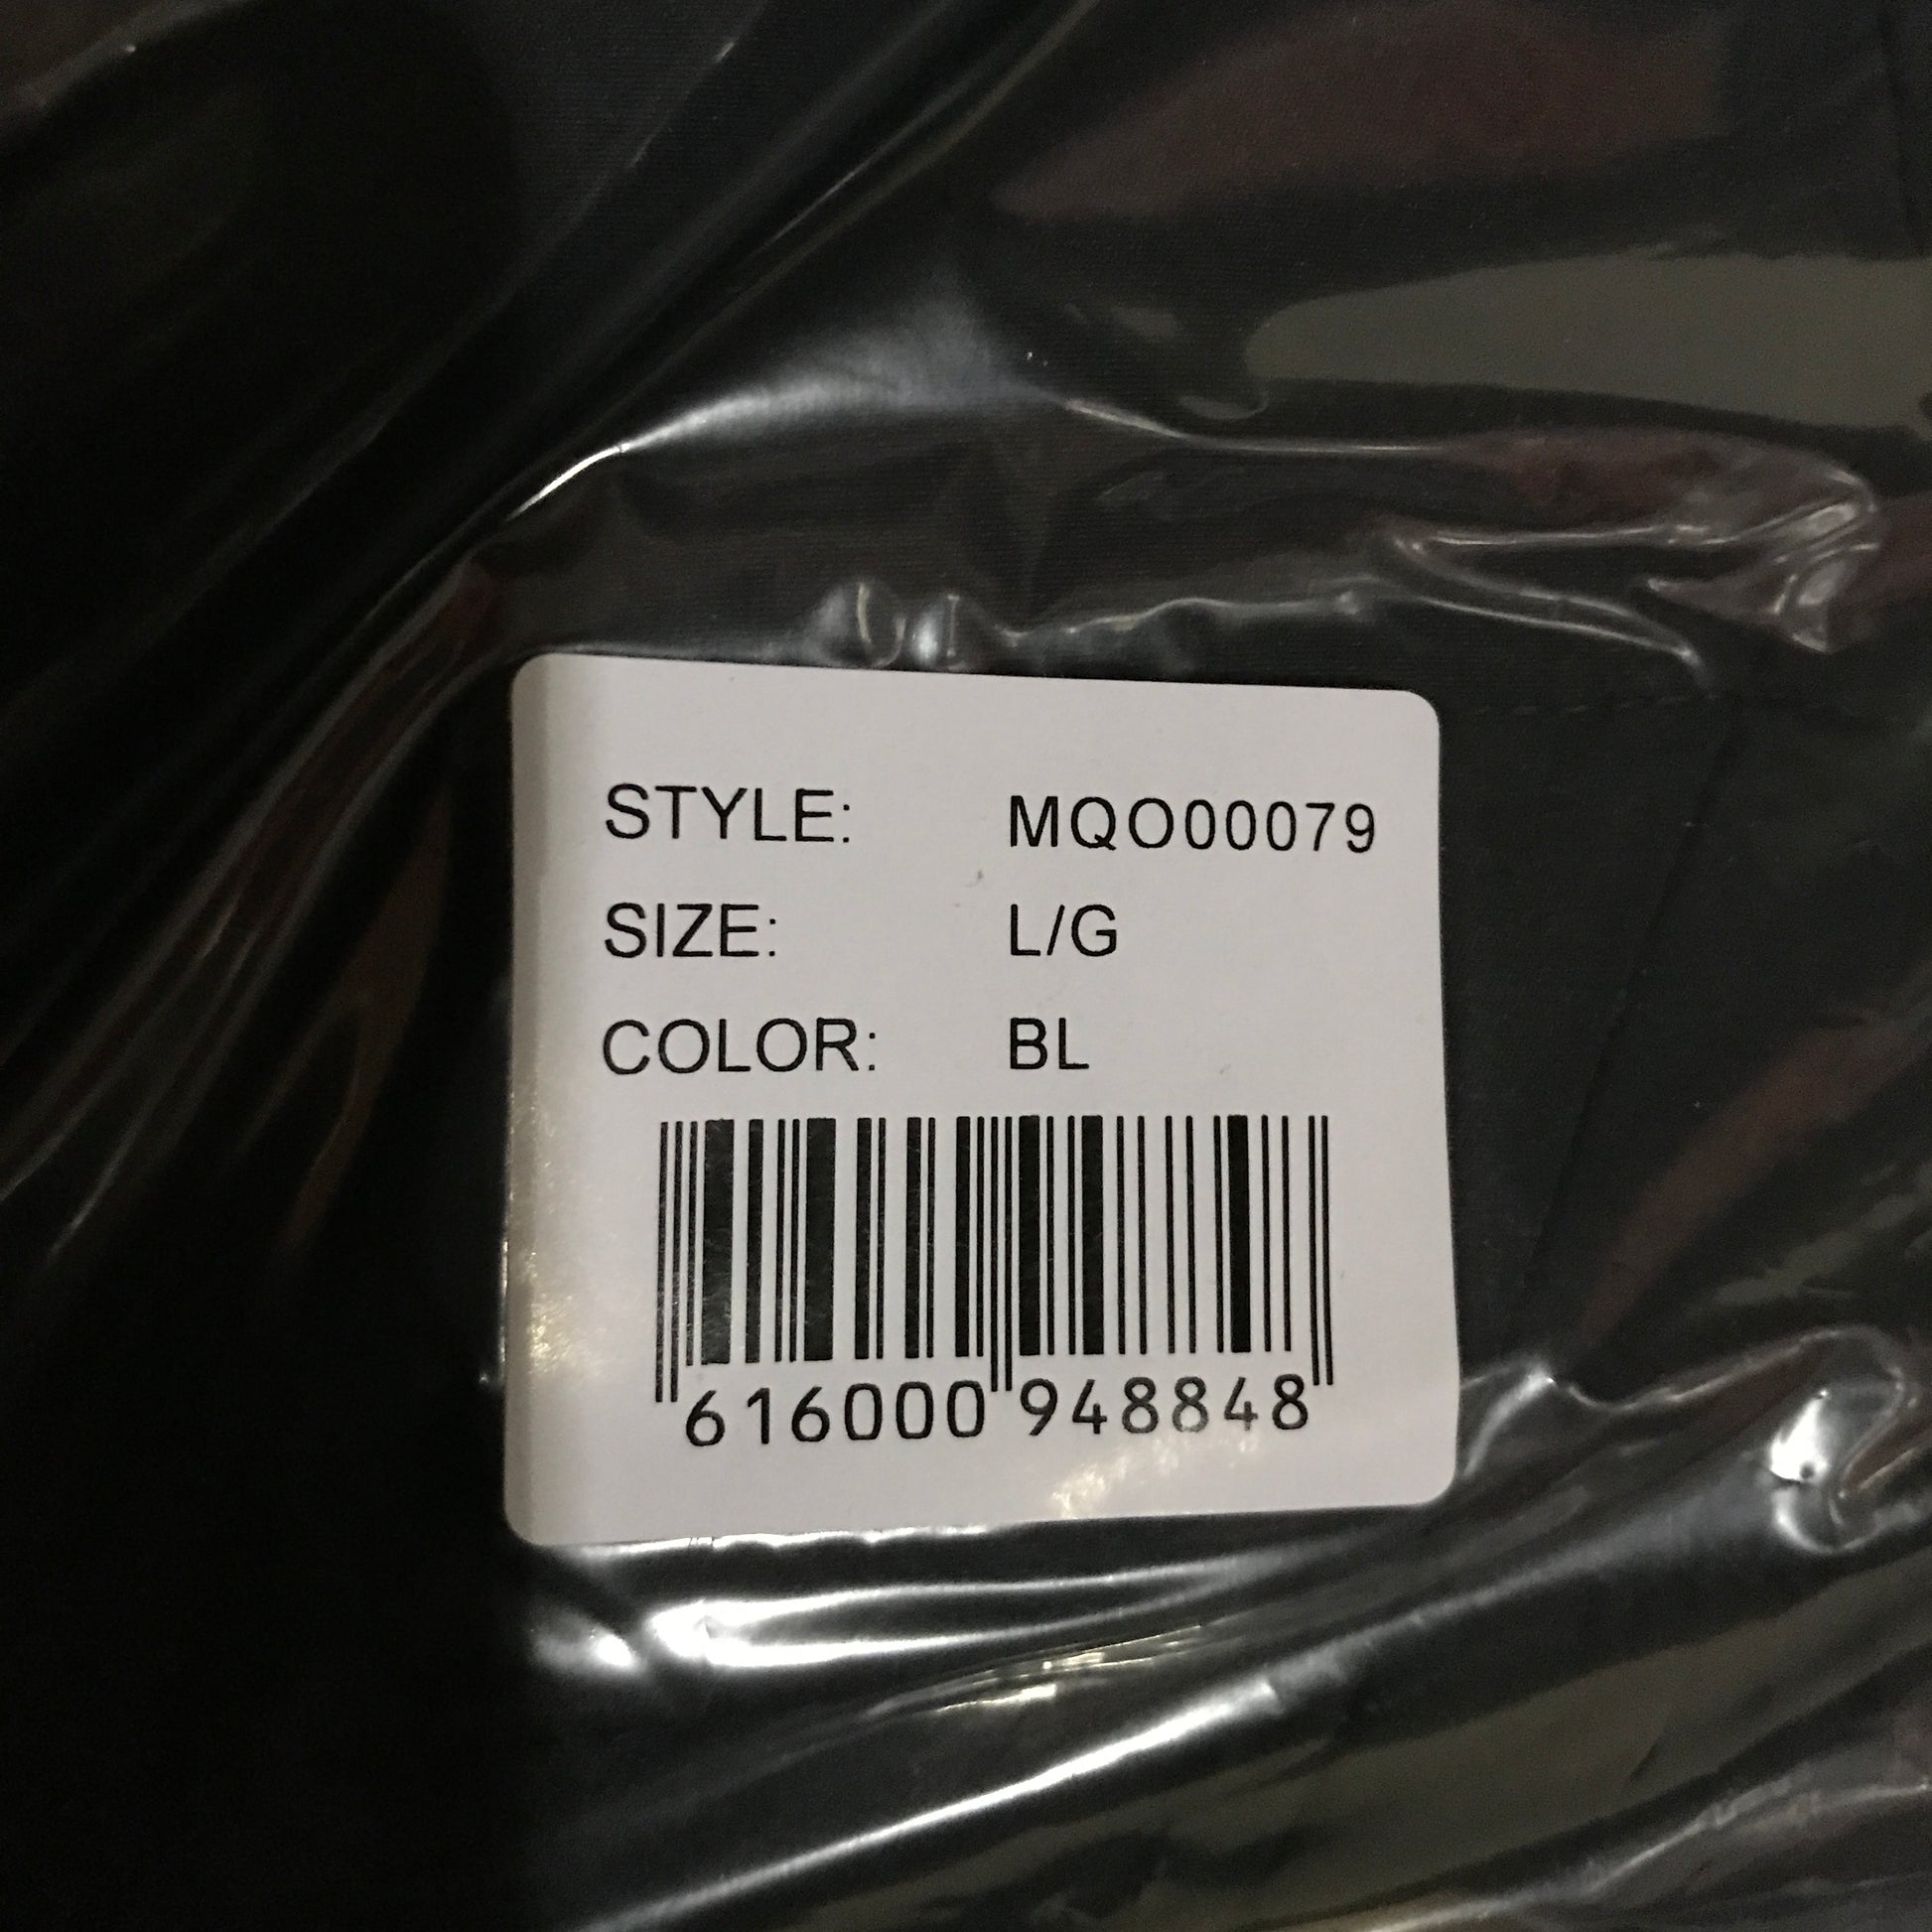 STYLE: MQO00079
SIZE: L/G
COLOR: BL
616000 948848